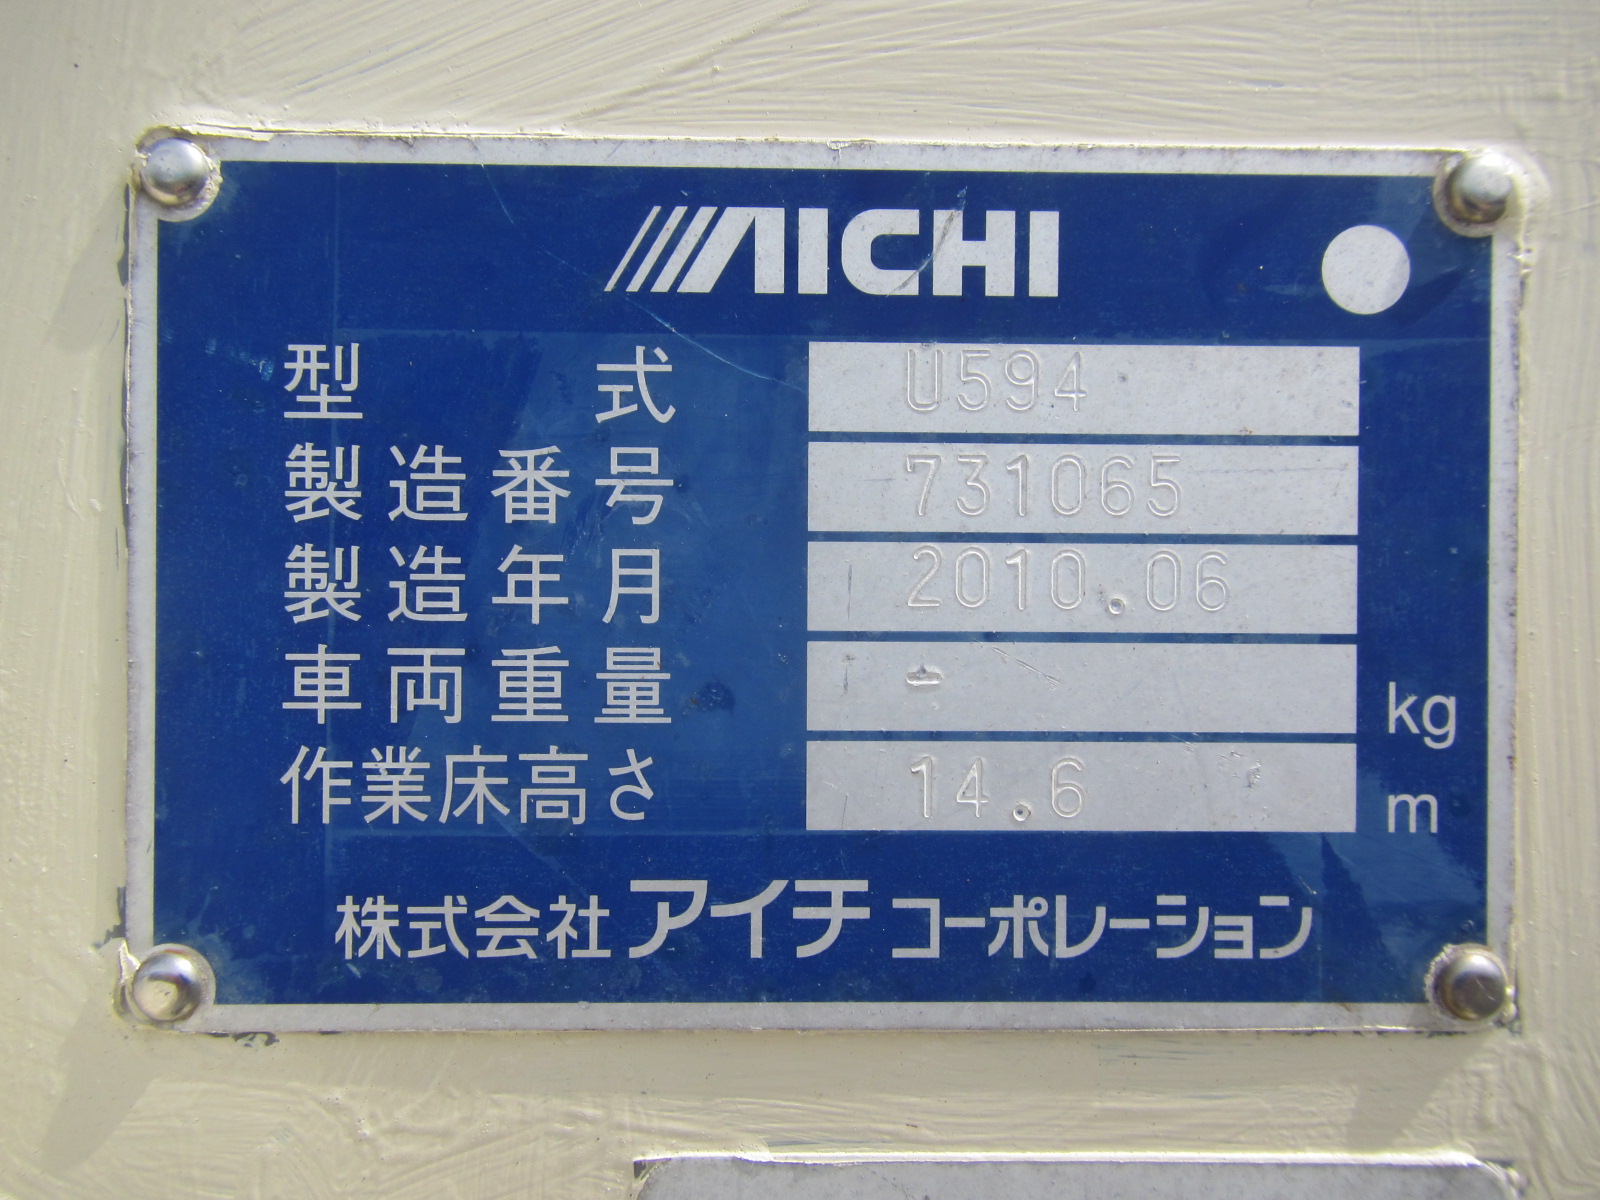 AICHI
型式 U594
製造番号 731065
製造年月 2010.06
車両重量 - kg
作業床高さ 14.6 m
株式会社アイチコーポレーション